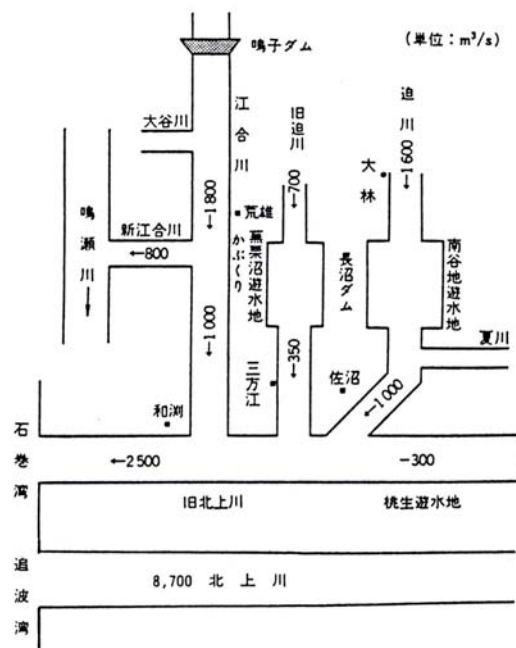 鳴子ダム
(単位：m³/s)
大谷川
江合川
旧迫川
迫川
←1600
大林
←700
←1800
荒雄
鳴瀬川
新江合川
←800
かぶくり
蕪栗沼遊水地
長沼ダム
南谷地遊水地
夏川
←1000
←350
三方江
佐沼
←1000
和渕
石巻湾
←2500
−300
旧北上川
桃生遊水地
追波湾
8,700 北上川